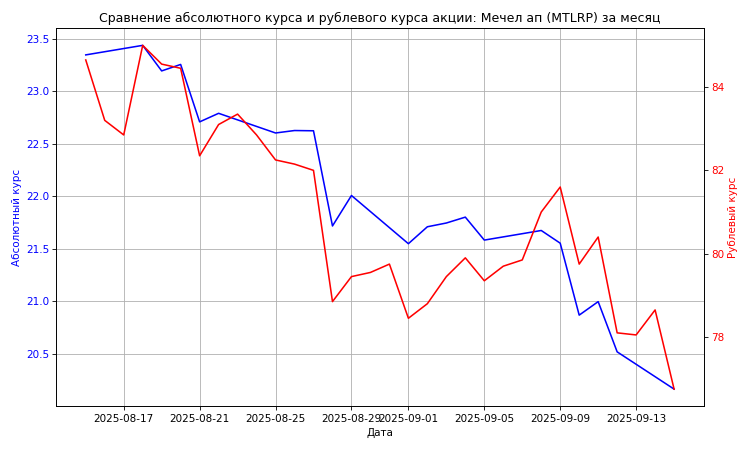 Сравнение абсолютного курса и рублевого курса акции: Мечел ап (MTLRP) за месяц
23.5
23.0
22.5
22.0
21.5
21.0
20.5
Абсолютный курс
84
82
80
78
Рублевый курс
2025-08-17 2025-08-21 2025-08-25 2025-08-29 2025-09-01 2025-09-05 2025-09-09 2025-09-13
Дата